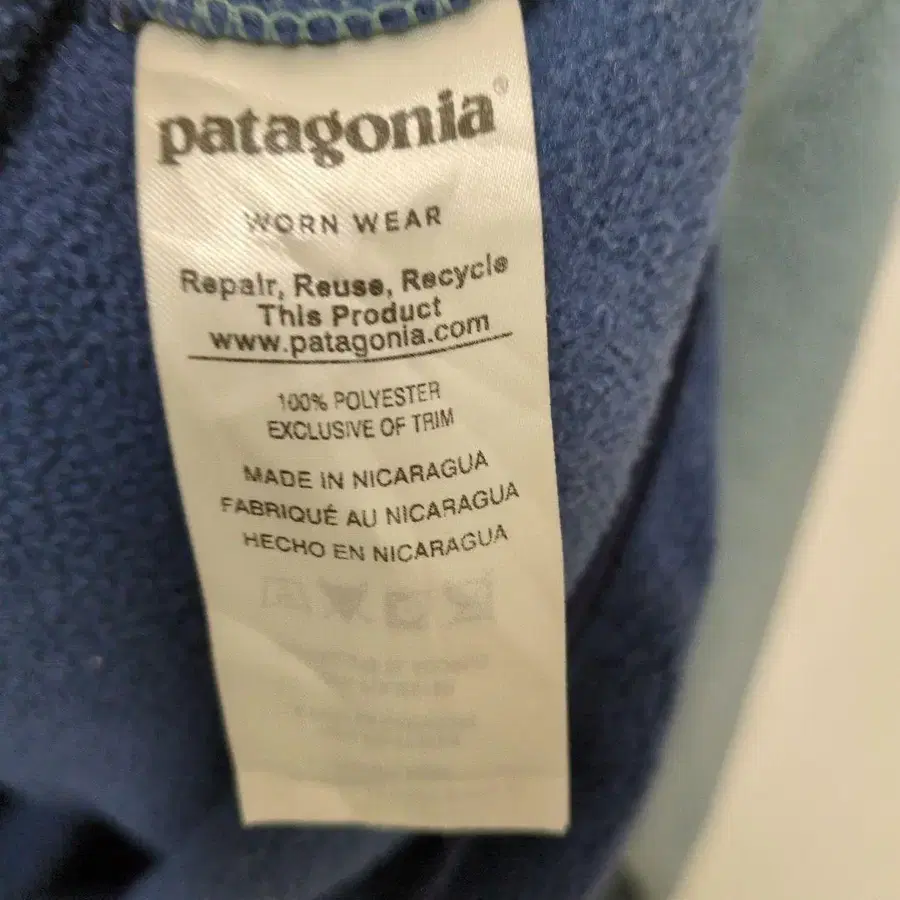 patagonia®
WORN WEAR
Repair, Reuse, Recycle
This Product
www.patagonia.com
100% POLYESTER
EXCLUSIVE OF TRIM
MADE IN NICARAGUA
FABRIQUÉ AU NICARAGUA
HECHO EN NICARAGUA